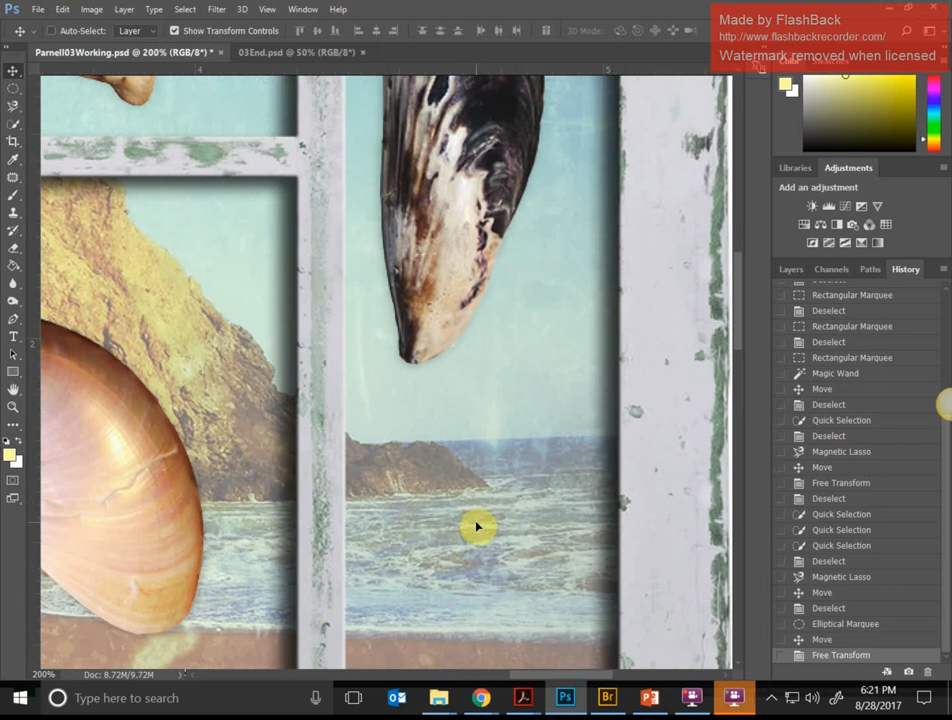 Ps File Edit Image Layer Type Select Filter 3D View Window Help
Made by FlashBack
http://www.flashbackrecorder.com/
Watermark removed when licensed
Auto-Select: Layer Show Transform Controls 3D Mode:
Parnell03Working.psd @ 200% (RGB/8*) * × 03End.psd @ 50% (RGB/8*) ×
4 5
Color
Libraries Adjustments
Add an adjustment
Layers Channels Paths History
Rectangular Marquee
Deselect
Rectangular Marquee
Deselect
Rectangular Marquee
Magic Wand
Move
Deselect
Quick Selection
Deselect
Magnetic Lasso
Move
Free Transform
Deselect
Quick Selection
Quick Selection
Quick Selection
Deselect
Magnetic Lasso
Move
Deselect
Elliptical Marquee
Move
Free Transform
2
200% Doc: 8.72M/9.72M
Type here to search
Ps Br
6:21 PM
8/28/2017